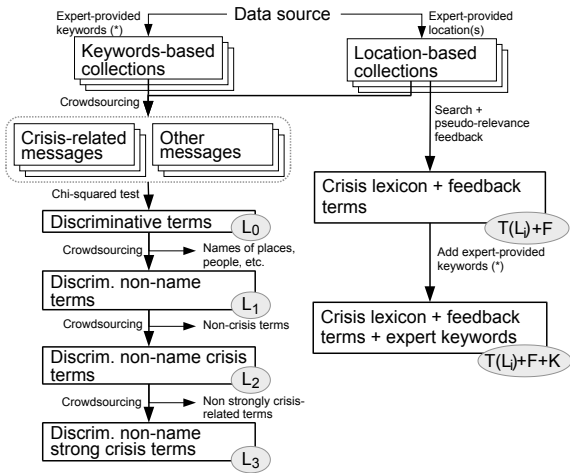 Data source
Expert-provided
keywords (*)
Expert-provided
location(s)
Keywords-based
collections
Location-based
collections
Crowdsourcing
Search +
pseudo-relevance
feedback
Crisis-related
messages
Other
messages
Chi-squared test
Crisis lexicon + feedback
terms
T(Li)+F
Discriminative terms
L0
Crowdsourcing
Names of places,
people, etc.
Add expert-provided
keywords (*)
Discrim. non-name
terms
L1
Crisis lexicon + feedback
terms + expert keywords
T(Li)+F+K
Crowdsourcing
Non-crisis terms
Discrim. non-name crisis
terms
L2
Crowdsourcing
Non strongly crisis-
related terms
Discrim. non-name
strong crisis terms
L3